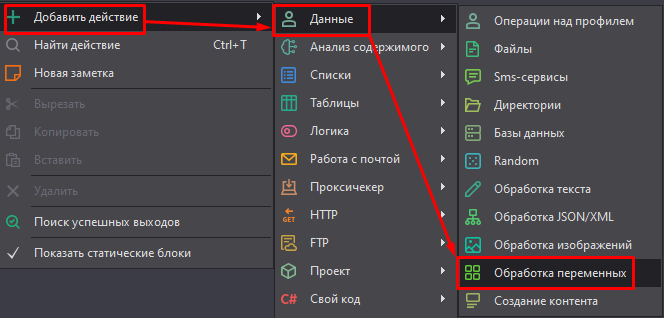 Добавить действие
Найти действие Ctrl+T
Новая заметка
Вырезать
Копировать
Вставить
Удалить
Поиск успешных выходов
Показать статические блоки
Данные
Анализ содержимого
Списки
Таблицы
Логика
Работа с почтой
Проксичекер
GET HTTP
FTP
Проект
C# Свой код
Операции над профилем
Файлы
Sms-сервисы
Директории
Базы данных
Random
Обработка текста
Обработка JSON/XML
Обработка изображений
Обработка переменных
Создание контента